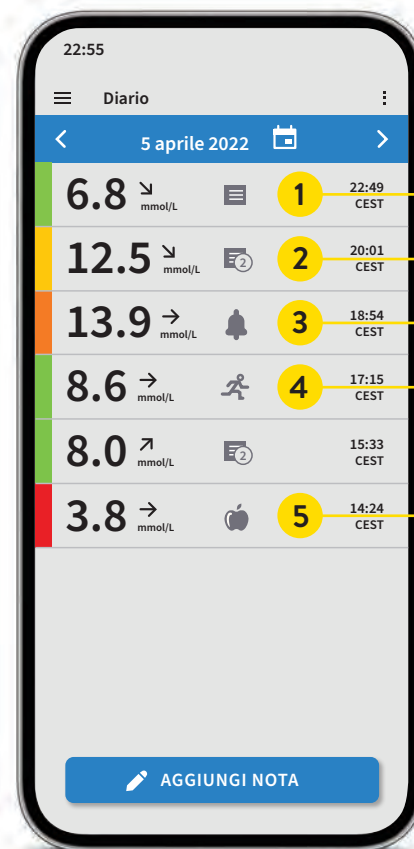 22:55
Diario
5 aprile 2022
6.8 mmol/L 1 22:49 CEST
12.5 mmol/L 2 2 20:01 CEST
13.9 mmol/L 3 18:54 CEST
8.6 mmol/L 4 17:15 CEST
8.0 mmol/L 2 15:33 CEST
3.8 mmol/L 5 14:24 CEST
AGGIUNGI NOTA